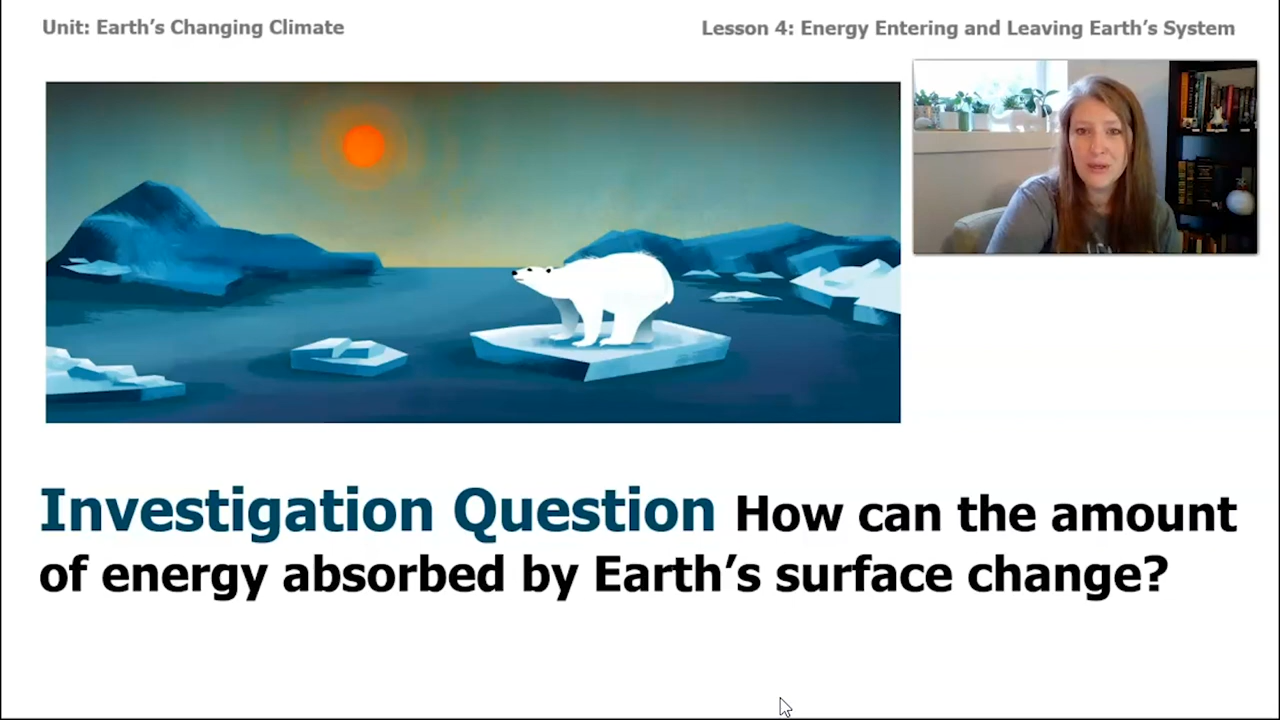 Unit: Earth’s Changing Climate
Lesson 4: Energy Entering and Leaving Earth’s System
Investigation Question How can the amount
of energy absorbed by Earth’s surface change?